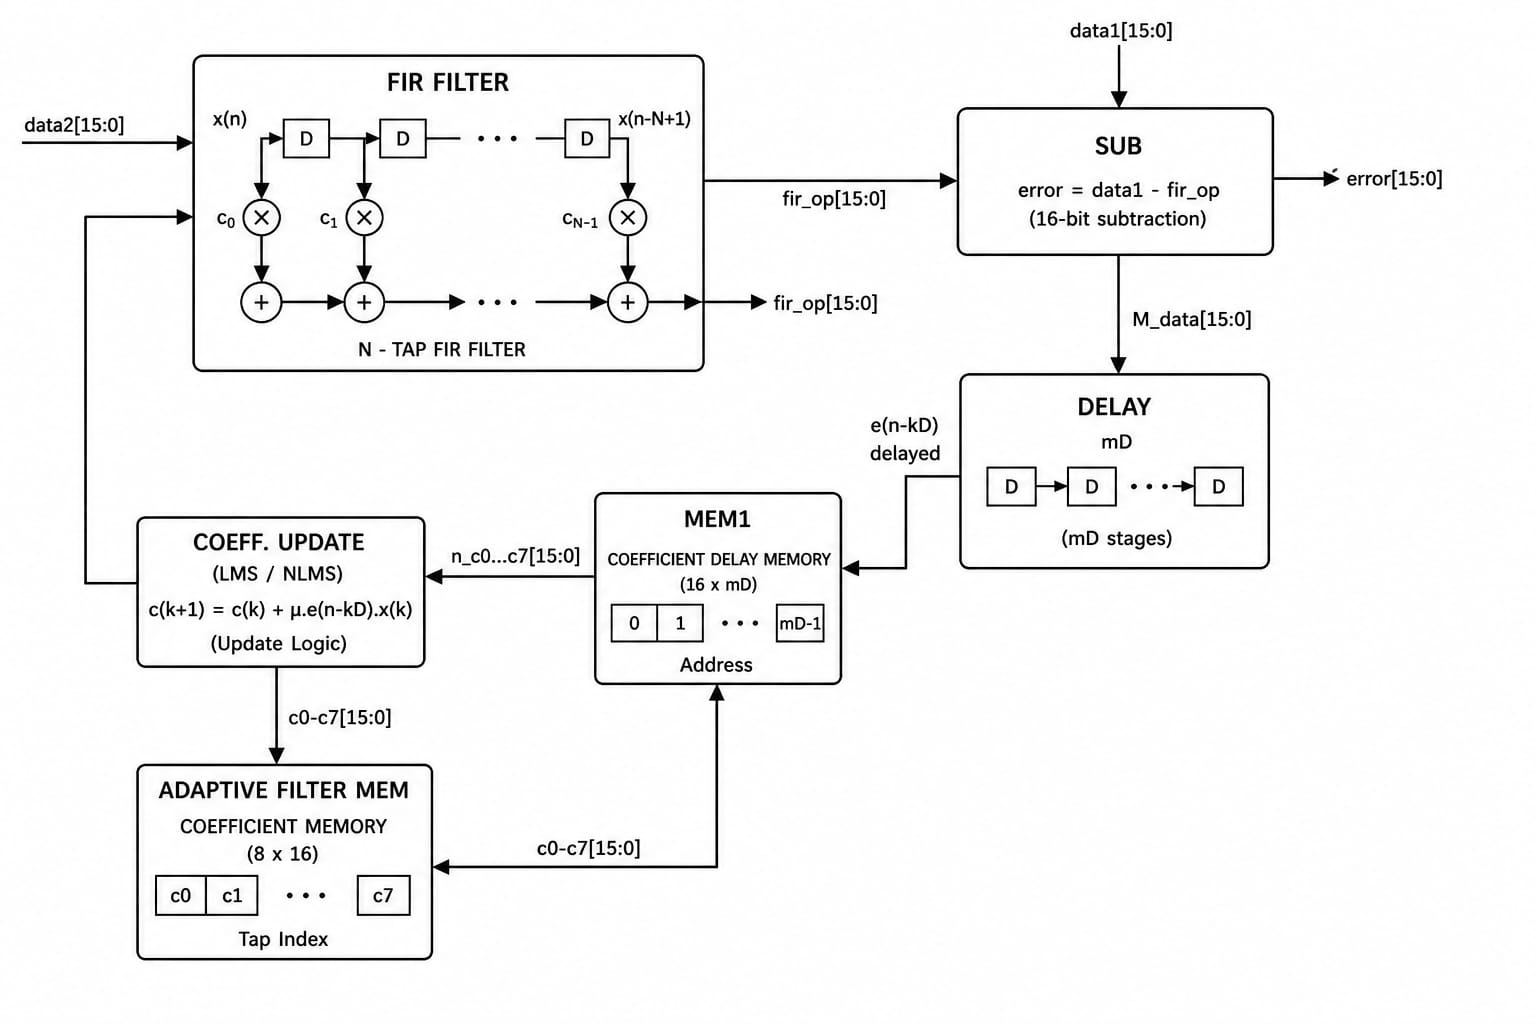 data1[15:0]
FIR FILTER
x(n)
D
D
• • •
D
x(n-N+1)
data2[15:0]
c0
×
c1
×
cN-1
×
+
+
• • •
+
fir_op[15:0]
N - TAP FIR FILTER
fir_op[15:0]
SUB
error = data1 - fir_op
(16-bit subtraction)
error[15:0]
M_data[15:0]
DELAY
mD
D
D
• • •
D
(mD stages)
e(n-kD)
delayed
MEM1
COEFFICIENT DELAY MEMORY
(16 x mD)
0
1
• • •
mD-1
Address
n_c0...c7[15:0]
COEFF. UPDATE
(LMS / NLMS)
c(k+1) = c(k) + μ.e(n-kD).x(k)
(Update Logic)
c0-c7[15:0]
ADAPTIVE FILTER MEM
COEFFICIENT MEMORY
(8 x 16)
c0
c1
• • •
c7
Tap Index
c0-c7[15:0]